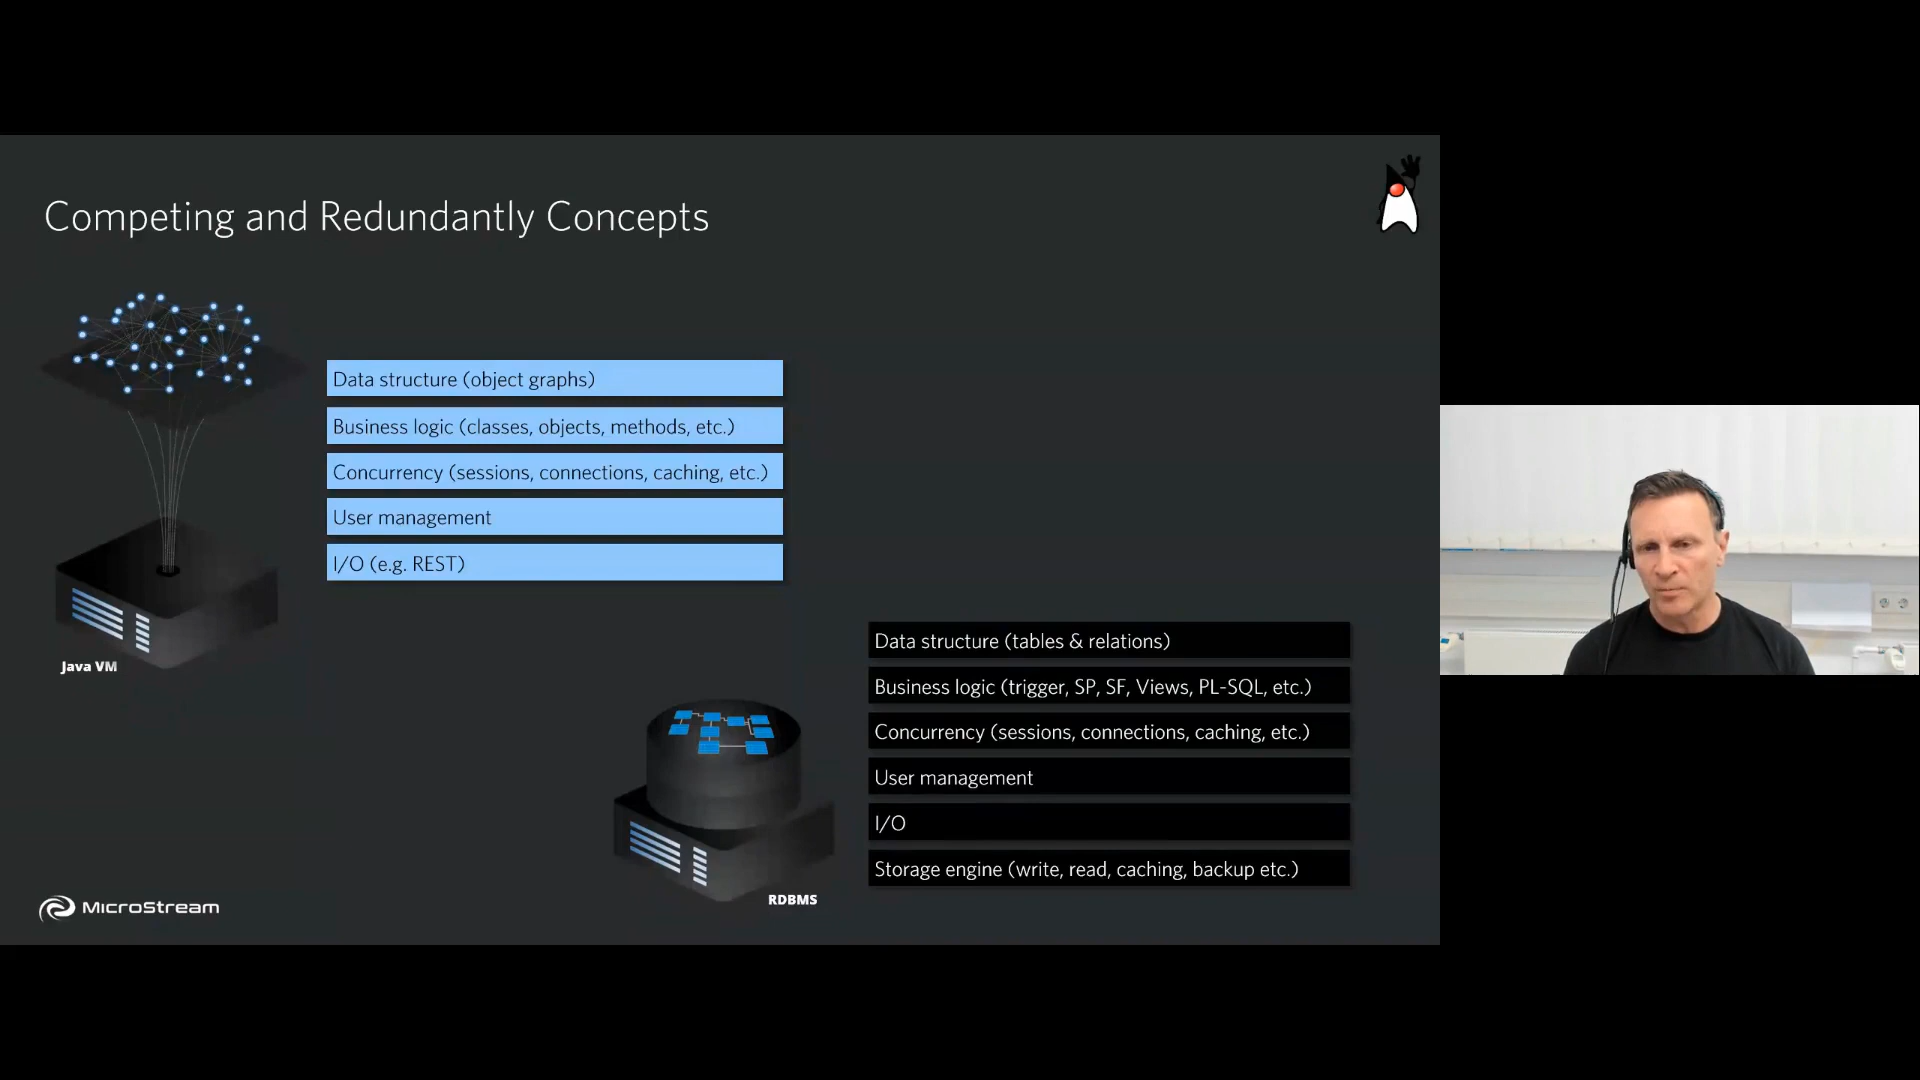 Competing and Redundantly Concepts
Data structure (object graphs)
Business logic (classes, objects, methods, etc.)
Concurrency (sessions, connections, caching, etc.)
User management
I/O (e.g. REST)
Java VM
Data structure (tables & relations)
Business logic (trigger, SP, SF, Views, PL-SQL, etc.)
Concurrency (sessions, connections, caching, etc.)
User management
I/O
Storage engine (write, read, caching, backup etc.)
RDBMS
MicroStream